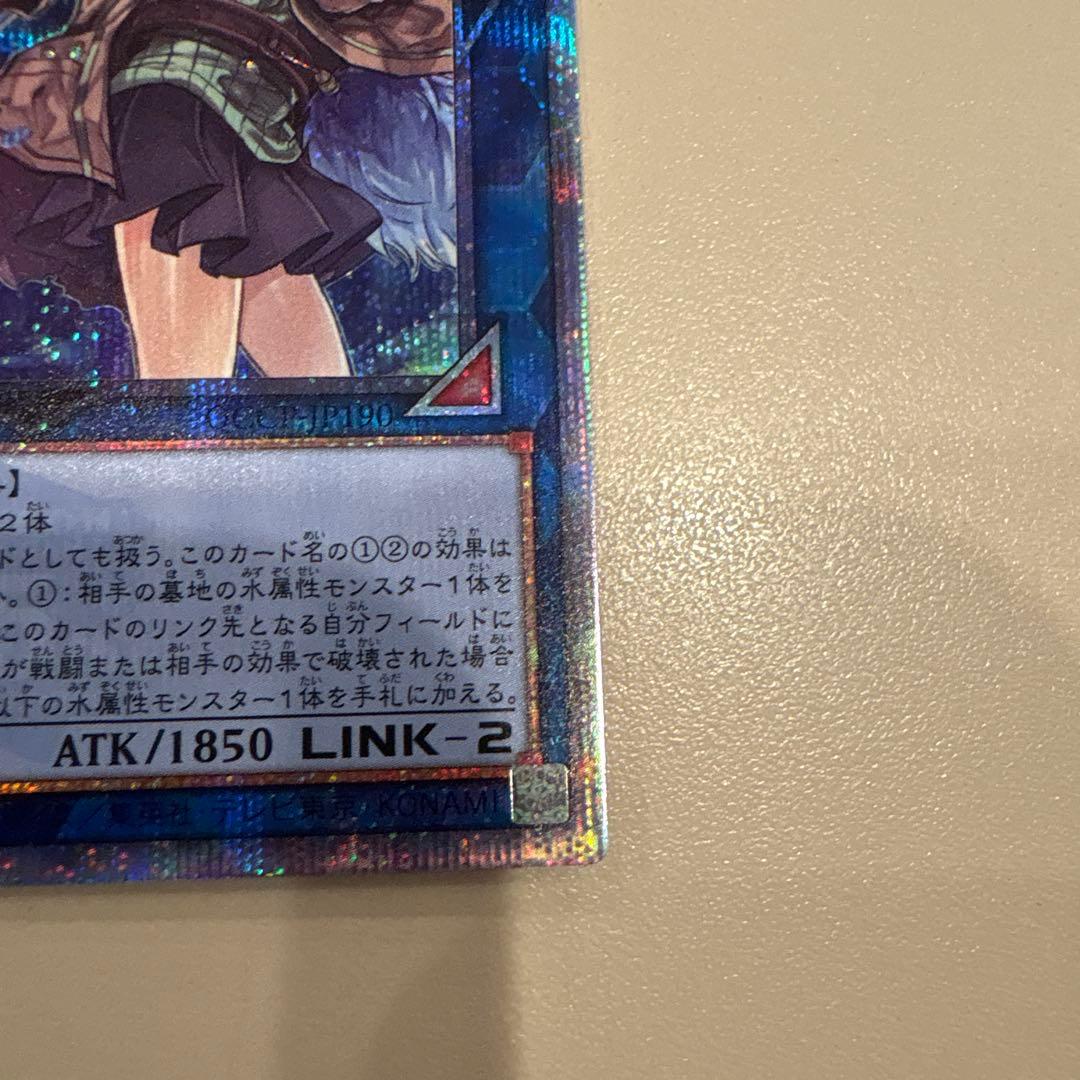 QCCP-JP190
】
2体
ドとしても扱う。このカード名の①②の効果は
。①:相手の墓地の水属性モンスター1体を
このカードのリンク先となる自分フィールドに
が戦闘または相手の効果で破壊された場合
以下の水属性モンスター1体を手札に加える。
ATK/1850 LINK-2
/集英社 テレビ東京 KONAMI